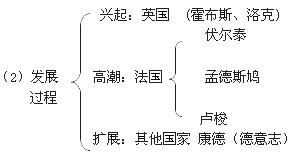 兴起：英国 (霍布斯、洛克)
伏尔泰
(2) 发展过程
高潮：法国
孟德斯鸠
卢梭
扩展：其他国家 康德（德意志）